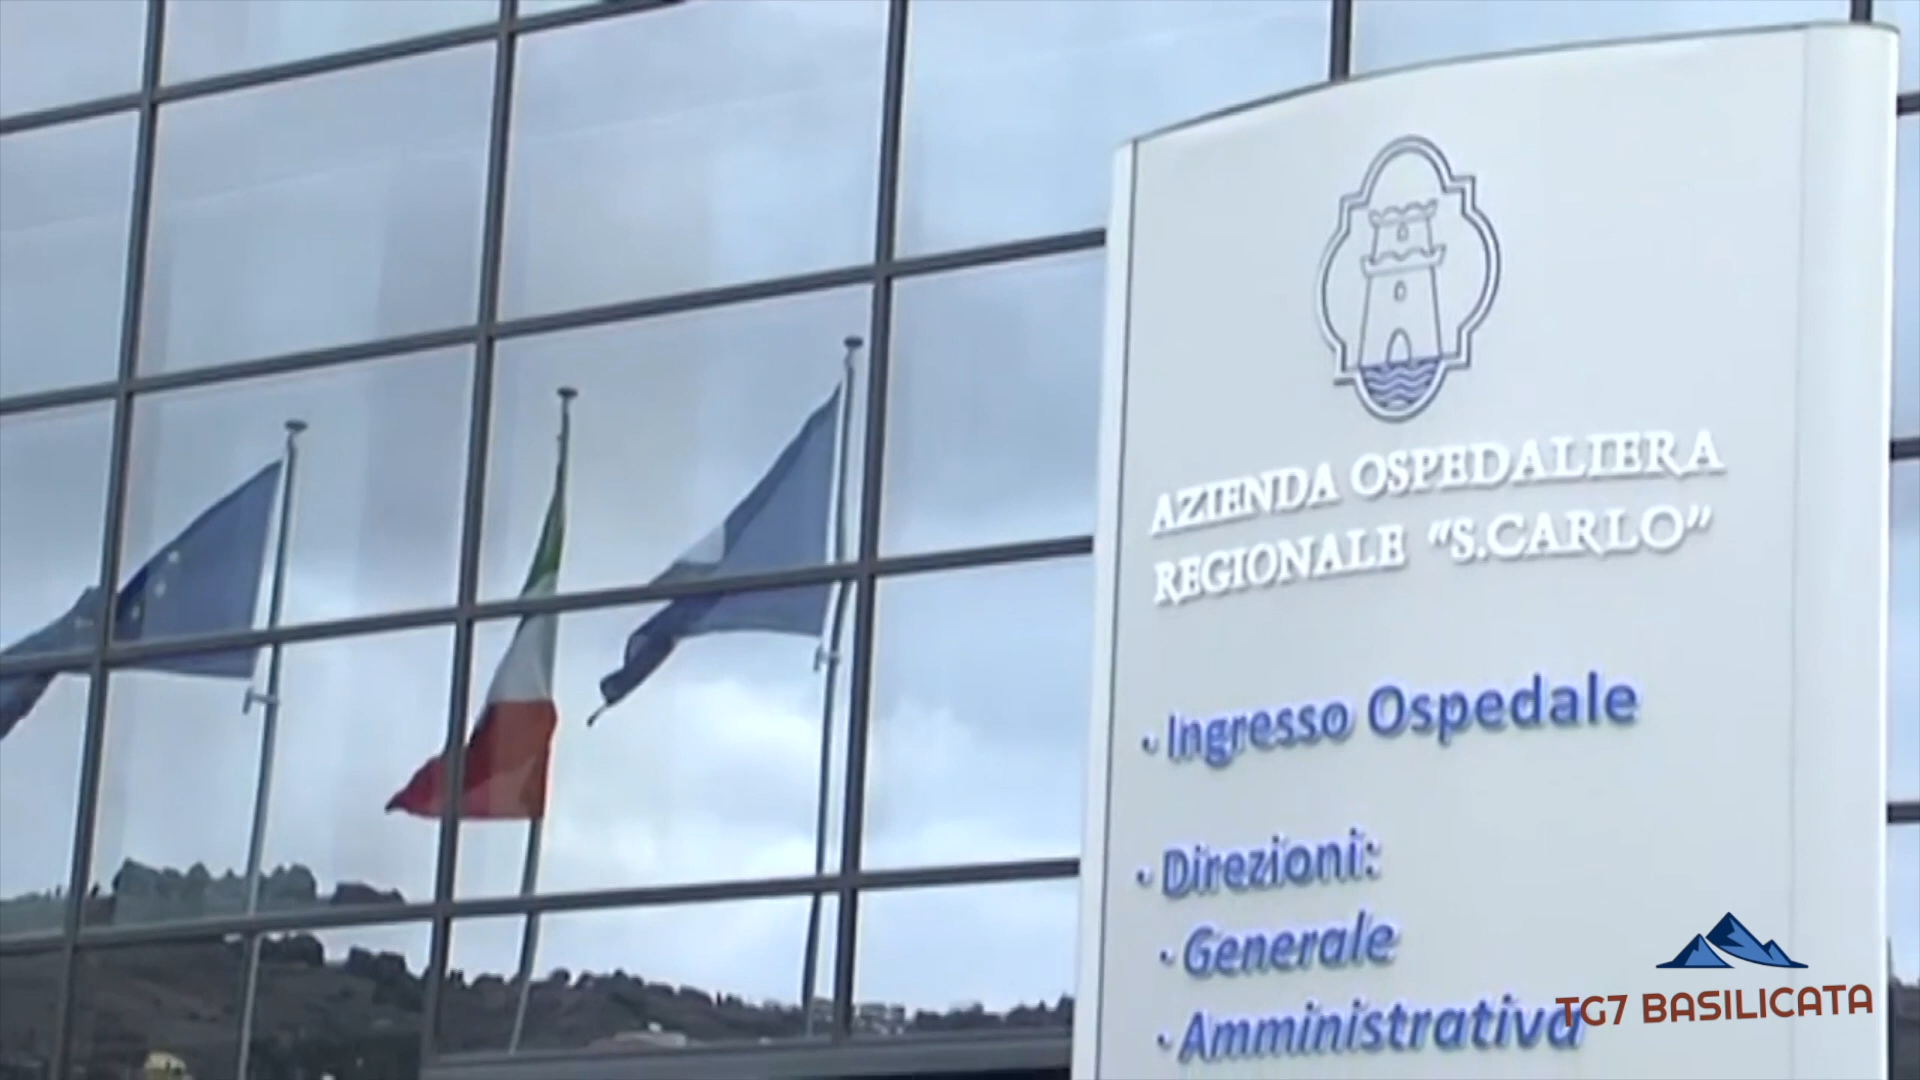 AZIENDA OSPEDALIERA
REGIONALE “S.CARLO”
· Ingresso Ospedale
· Direzioni:
· Generale
· Amministrativa
TG7 BASILICATA